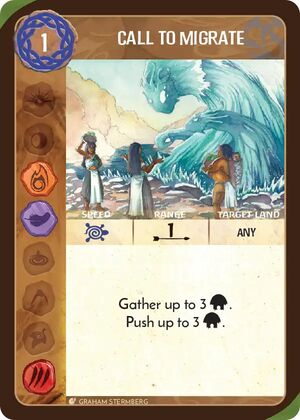 1
CALL TO MIGRATE
SPEED RANGE TARGET LAND
1 ANY
Gather up to 3 .
Push up to 3 .
GRAHAM STERMBERG